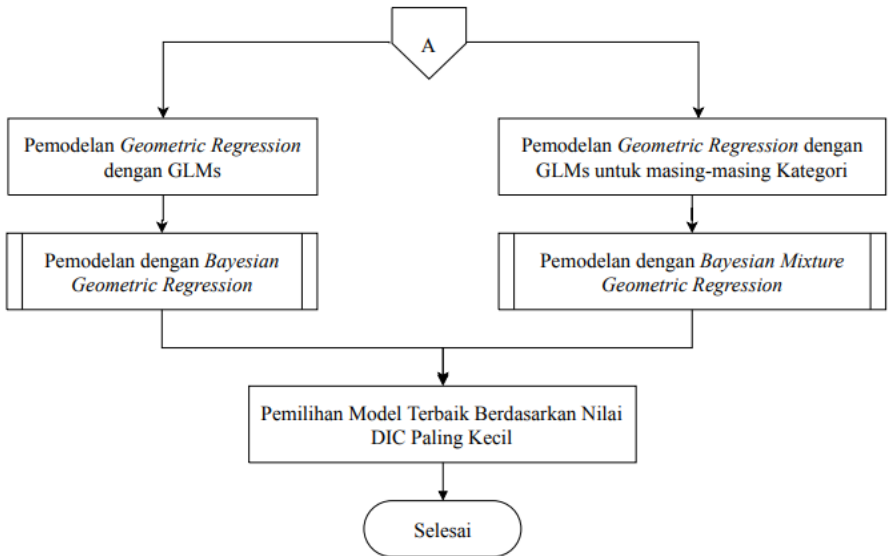 A
Pemodelan Geometric Regression
dengan GLMs
Pemodelan Geometric Regression dengan
GLMs untuk masing-masing Kategori
Pemodelan dengan Bayesian
Geometric Regression
Pemodelan dengan Bayesian Mixture
Geometric Regression
Pemilihan Model Terbaik Berdasarkan Nilai
DIC Paling Kecil
Selesai